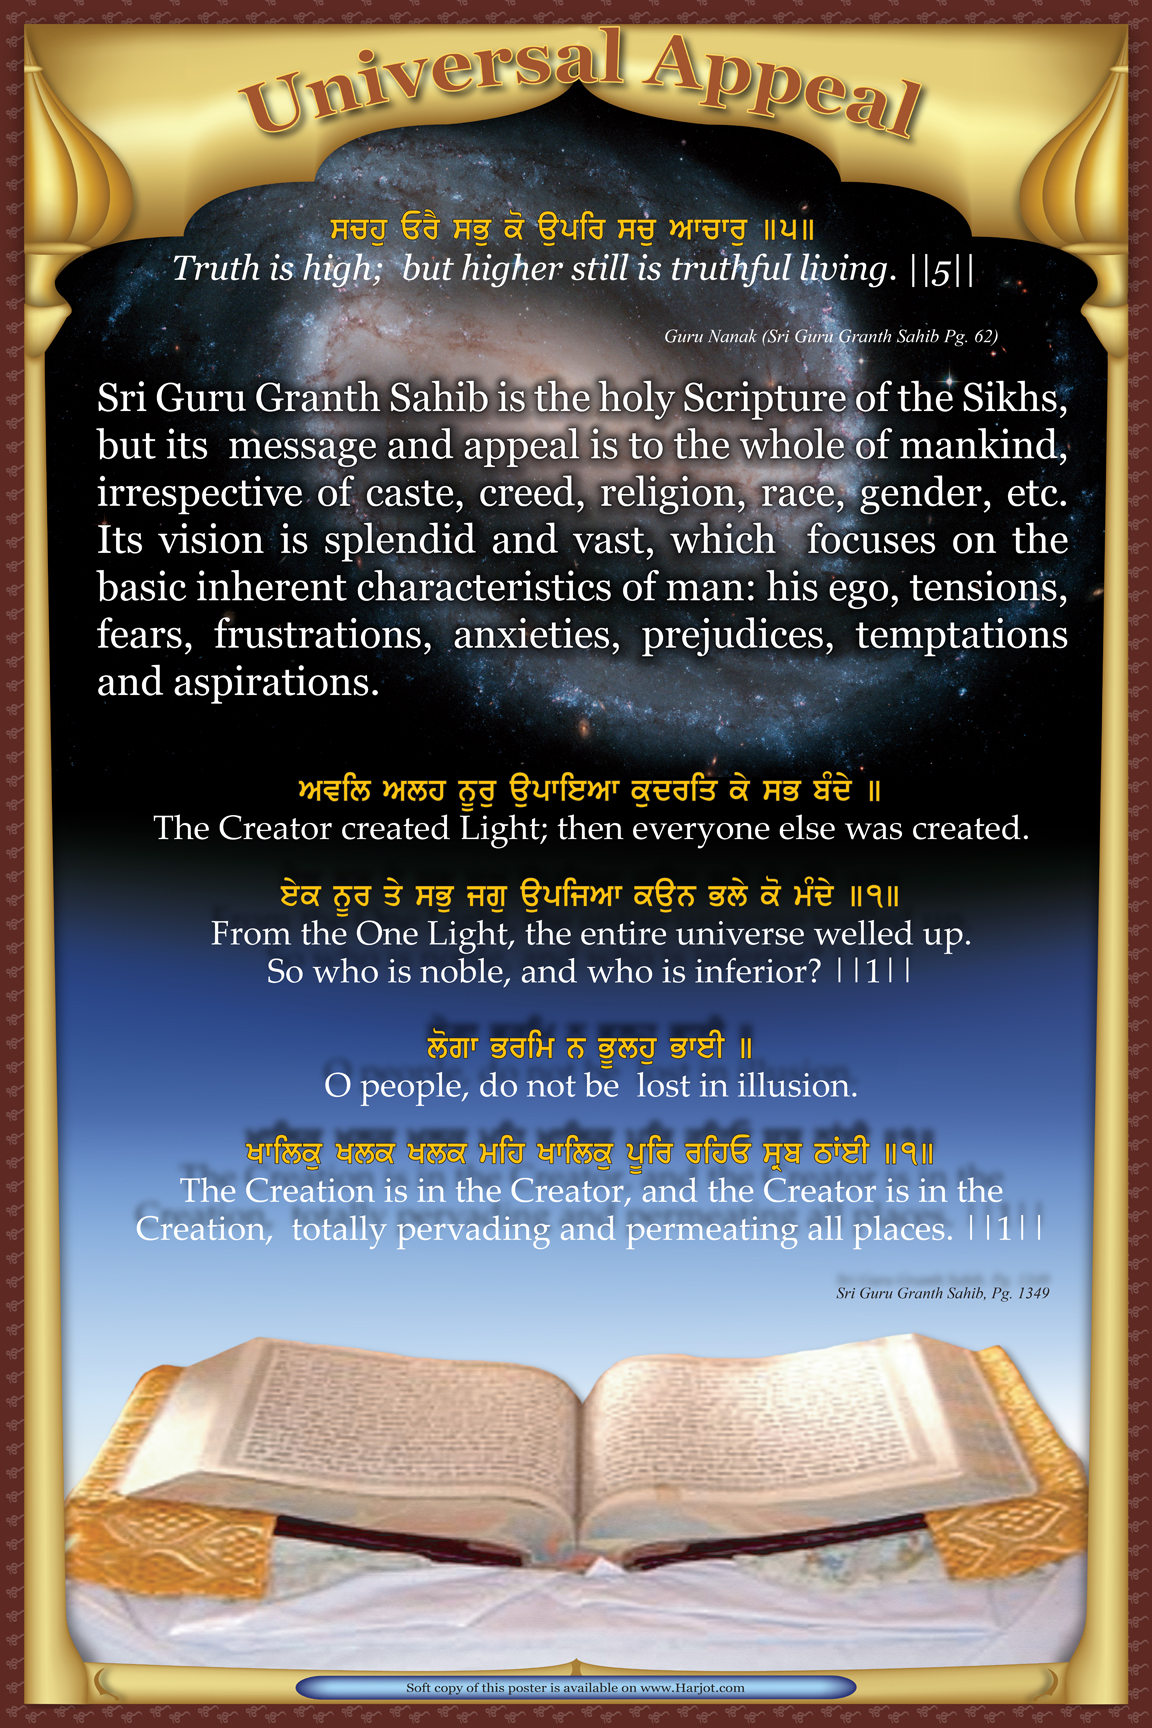 Universal Appeal
ਸਚਹੁ ਓਰੈ ਸਭੁ ਕੋ ਉਪਰਿ ਸਚੁ ਆਚਾਰੁ ॥੫॥
Truth is high;  but higher still is truthful living. ||5||
Guru Nanak (Sri Guru Granth Sahib Pg. 62)
Sri Guru Granth Sahib is the holy Scripture of the Sikhs,
but its  message and appeal is to the whole of mankind,
irrespective of caste, creed, religion, race, gender, etc.
Its vision is splendid and vast, which  focuses on the
basic inherent characteristics of man: his ego, tensions,
fears, frustrations, anxieties, prejudices, temptations
and aspirations.
ਅਵਲਿ ਅਲਹ ਨੂਰੁ ਉਪਾਇਆ ਕੁਦਰਤਿ ਕੇ ਸਭ ਬੰਦੇ ॥
The Creator created Light; then everyone else was created.
ਏਕ ਨੂਰ ਤੇ ਸਭੁ ਜਗੁ ਉਪਜਿਆ ਕਉਨ ਭਲੇ ਕੋ ਮੰਦੇ ॥੧॥
From the One Light, the entire universe welled up.
So who is noble, and who is inferior? ||1||
ਲੋਗਾ ਭਰਮਿ ਨ ਭੂਲਹੁ ਭਾਈ ॥
O people, do not be  lost in illusion.
ਖਾਲਿਕੁ ਖਲਕ ਖਲਕ ਮਹਿ ਖਾਲਿਕੁ ਪੂਰਿ ਰਹਿਓ ਸ੍ਰਬ ਠਾਂਈ ॥੧॥
The Creation is in the Creator, and the Creator is in the
Creation,  totally pervading and permeating all places. ||1||
Sri Guru Granth Sahib, Pg. 1349
Soft copy of this poster is available on www.Harjot.com